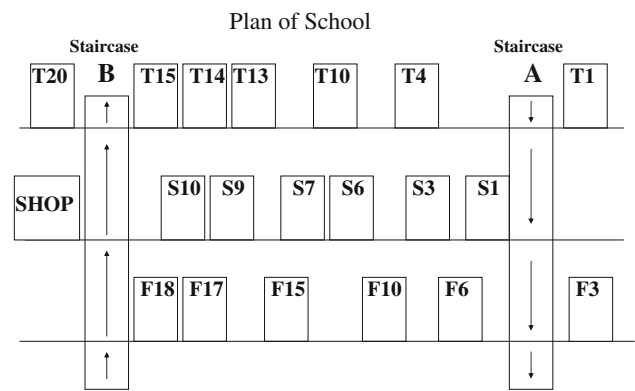 Plan of School
Staircase Staircase
T20 B T15 T14 T13 T10 T4 A T1
SHOP S10 S9 S7 S6 S3 S1
F18 F17 F15 F10 F6 F3